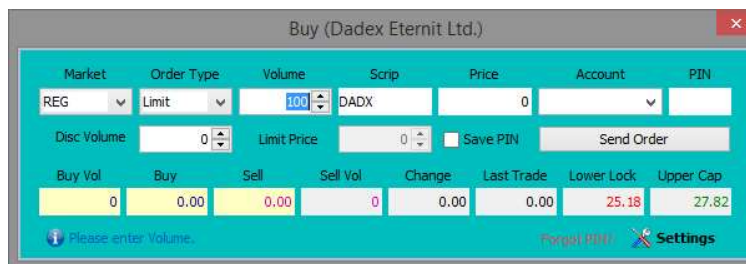 Buy (Dadex Eternit Ltd.)
Market Order Type Volume Scrip Price Account PIN
REG Limit 100 DADX 0
Disc Volume 0 Limit Price 0 Save PIN Send Order
Buy Vol Buy Sell Sell Vol Change Last Trade Lower Lock Upper Cap
0 0.00 0.00 0 0.00 0.00 25.18 27.82
Please enter Volume. Forgot PIN? Settings